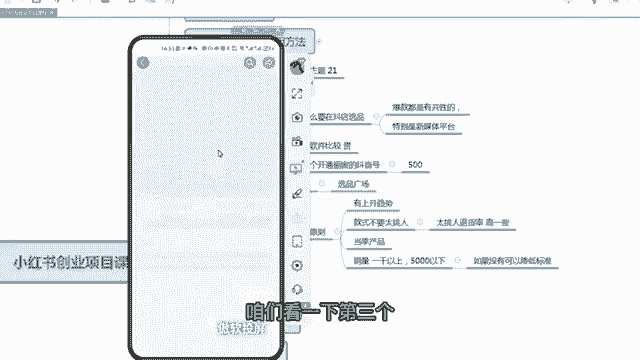 方法
主题 21
么要在抖店选品
爆款都是有共性的，
特别是新媒体平台
软件比较 贵
个开通橱窗的抖音号
500
选品广场
原则
有上升趋势
款式不要太挑人
太挑人退货率 高一些
当季产品
销量 一千以上，5000以下
如果没有可以降低标准
小红书创业项目课
咱们看一下第三个
傲软投屏